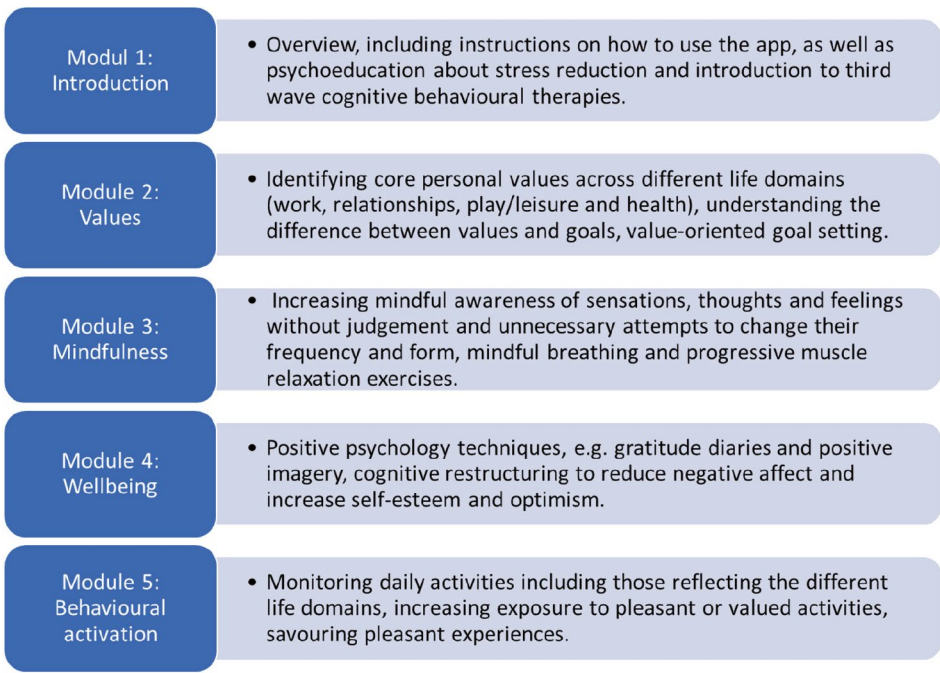 Modul 1:
Introduction
• Overview, including instructions on how to use the app, as well as
psychoeducation about stress reduction and introduction to third
wave cognitive behavioural therapies.
Module 2:
Values
• Identifying core personal values across different life domains
(work, relationships, play/leisure and health), understanding the
difference between values and goals, value-oriented goal setting.
Module 3:
Mindfulness
• Increasing mindful awareness of sensations, thoughts and feelings
without judgement and unnecessary attempts to change their
frequency and form, mindful breathing and progressive muscle
relaxation exercises.
Module 4:
Wellbeing
• Positive psychology techniques, e.g. gratitude diaries and positive
imagery, cognitive restructuring to reduce negative affect and
increase self-esteem and optimism.
Module 5:
Behavioural
activation
• Monitoring daily activities including those reflecting the different
life domains, increasing exposure to pleasant or valued activities,
savouring pleasant experiences.